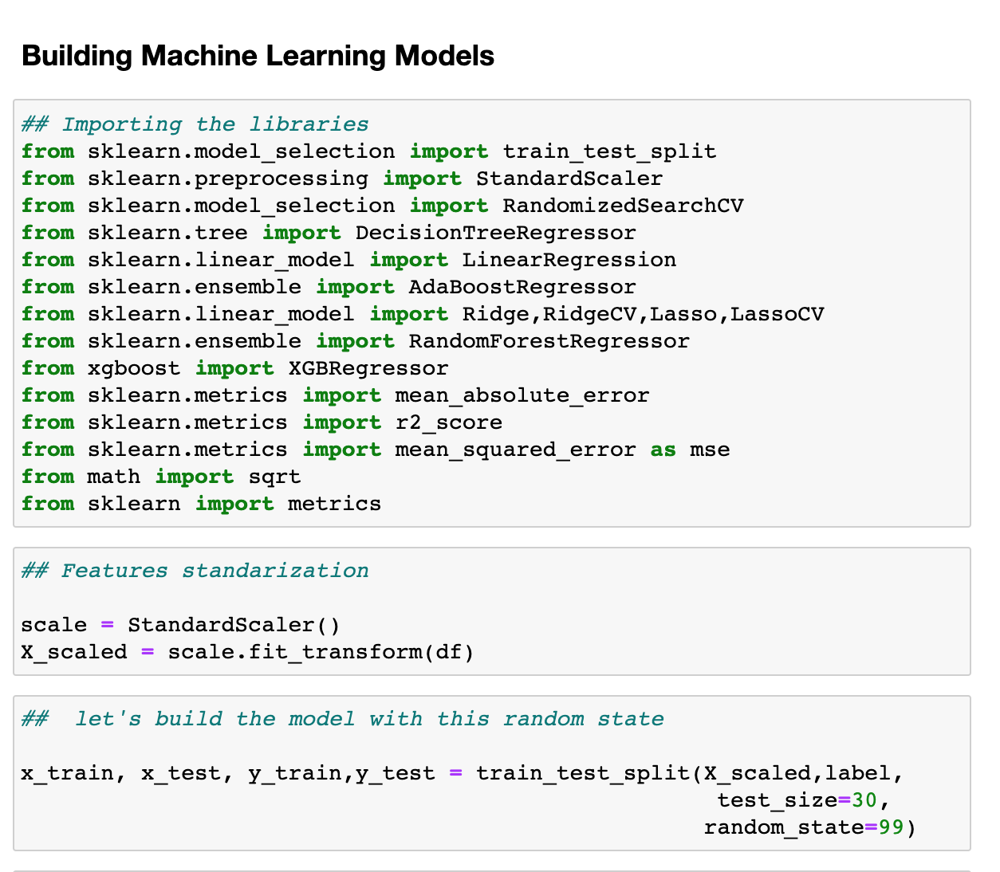 Building Machine Learning Models
## Importing the libraries
from sklearn.model_selection import train_test_split
from sklearn.preprocessing import StandardScaler
from sklearn.model_selection import RandomizedSearchCV
from sklearn.tree import DecisionTreeRegressor
from sklearn.linear_model import LinearRegression
from sklearn.ensemble import AdaBoostRegressor
from sklearn.linear_model import Ridge,RidgeCV,Lasso,LassoCV
from sklearn.ensemble import RandomForestRegressor
from xgboost import XGBRegressor
from sklearn.metrics import mean_absolute_error
from sklearn.metrics import r2_score
from sklearn.metrics import mean_squared_error as mse
from math import sqrt
from sklearn import metrics
## Features standarization
scale = StandardScaler()
X_scaled = scale.fit_transform(df)
##  let's build the model with this random state
x_train, x_test, y_train,y_test = train_test_split(X_scaled,label,
                                                    test_size=30,
                                                   random_state=99)